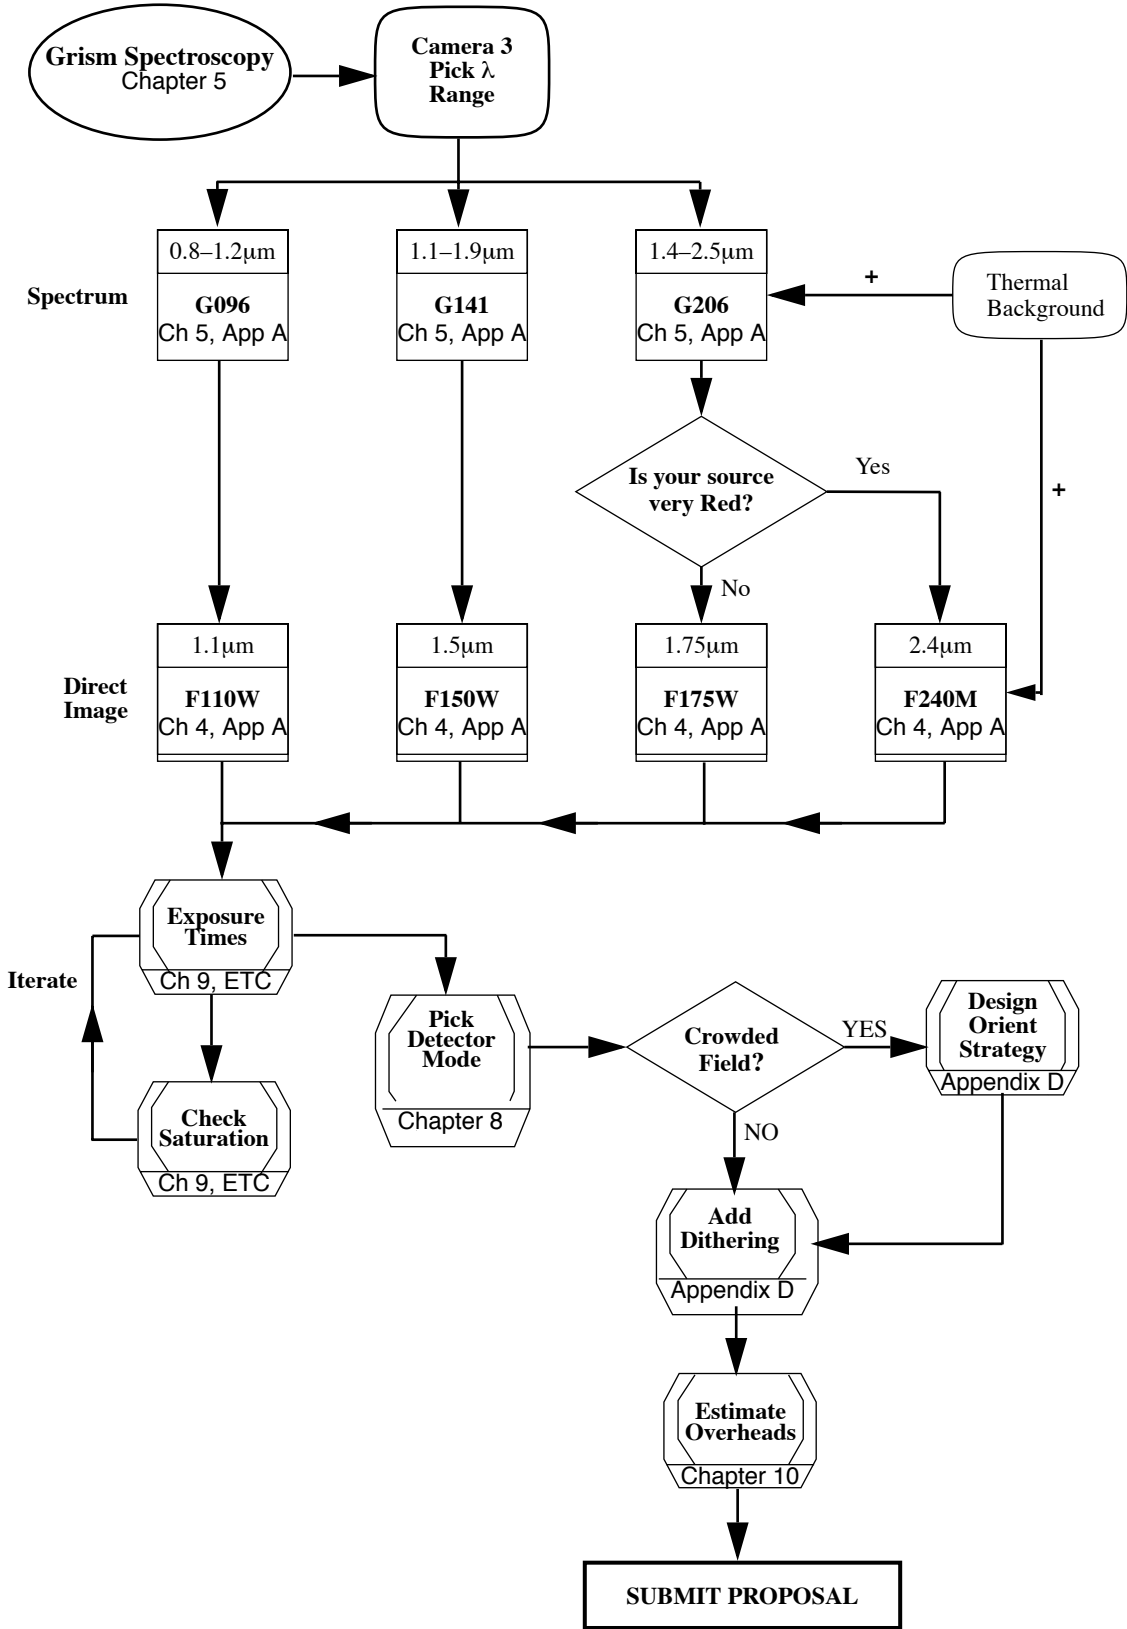 Grism Spectroscopy
Chapter 5
Camera 3
Pick λ
Range
0.8–1.2µm
1.1–1.9µm
1.4–2.5µm
Spectrum
G096
Ch 5, App A
G141
Ch 5, App A
G206
Ch 5, App A
+
Thermal
Background
Is your source
very Red?
Yes
+
No
1.1µm
1.5µm
1.75µm
2.4µm
Direct
Image
F110W
Ch 4, App A
F150W
Ch 4, App A
F175W
Ch 4, App A
F240M
Ch 4, App A
Exposure
Times
Ch 9, ETC
Iterate
Check
Saturation
Ch 9, ETC
Pick
Detector
Mode
Chapter 8
Crowded
Field?
YES
Design
Orient
Strategy
Appendix D
NO
Add
Dithering
Appendix D
Estimate
Overheads
Chapter 10
SUBMIT PROPOSAL